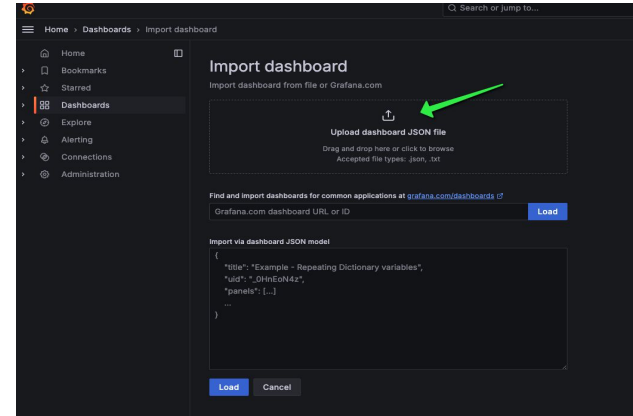 Search or jump to...
Home › Dashboards › Import dashboard
Home
Bookmarks
Starred
Dashboards
Explore
Alerting
Connections
Administration
Import dashboard
Import dashboard from file or Grafana.com
Upload dashboard JSON file
Drag and drop here or click to browse
Accepted file types: .json, .txt
Find and import dashboards for common applications at grafana.com/dashboards
Grafana.com dashboard URL or ID
Load
Import via dashboard JSON model
{
"title": "Example - Repeating Dictionary variables",
"uid": "_0HnEoN4z",
"panels": [...]
...
}
Load
Cancel